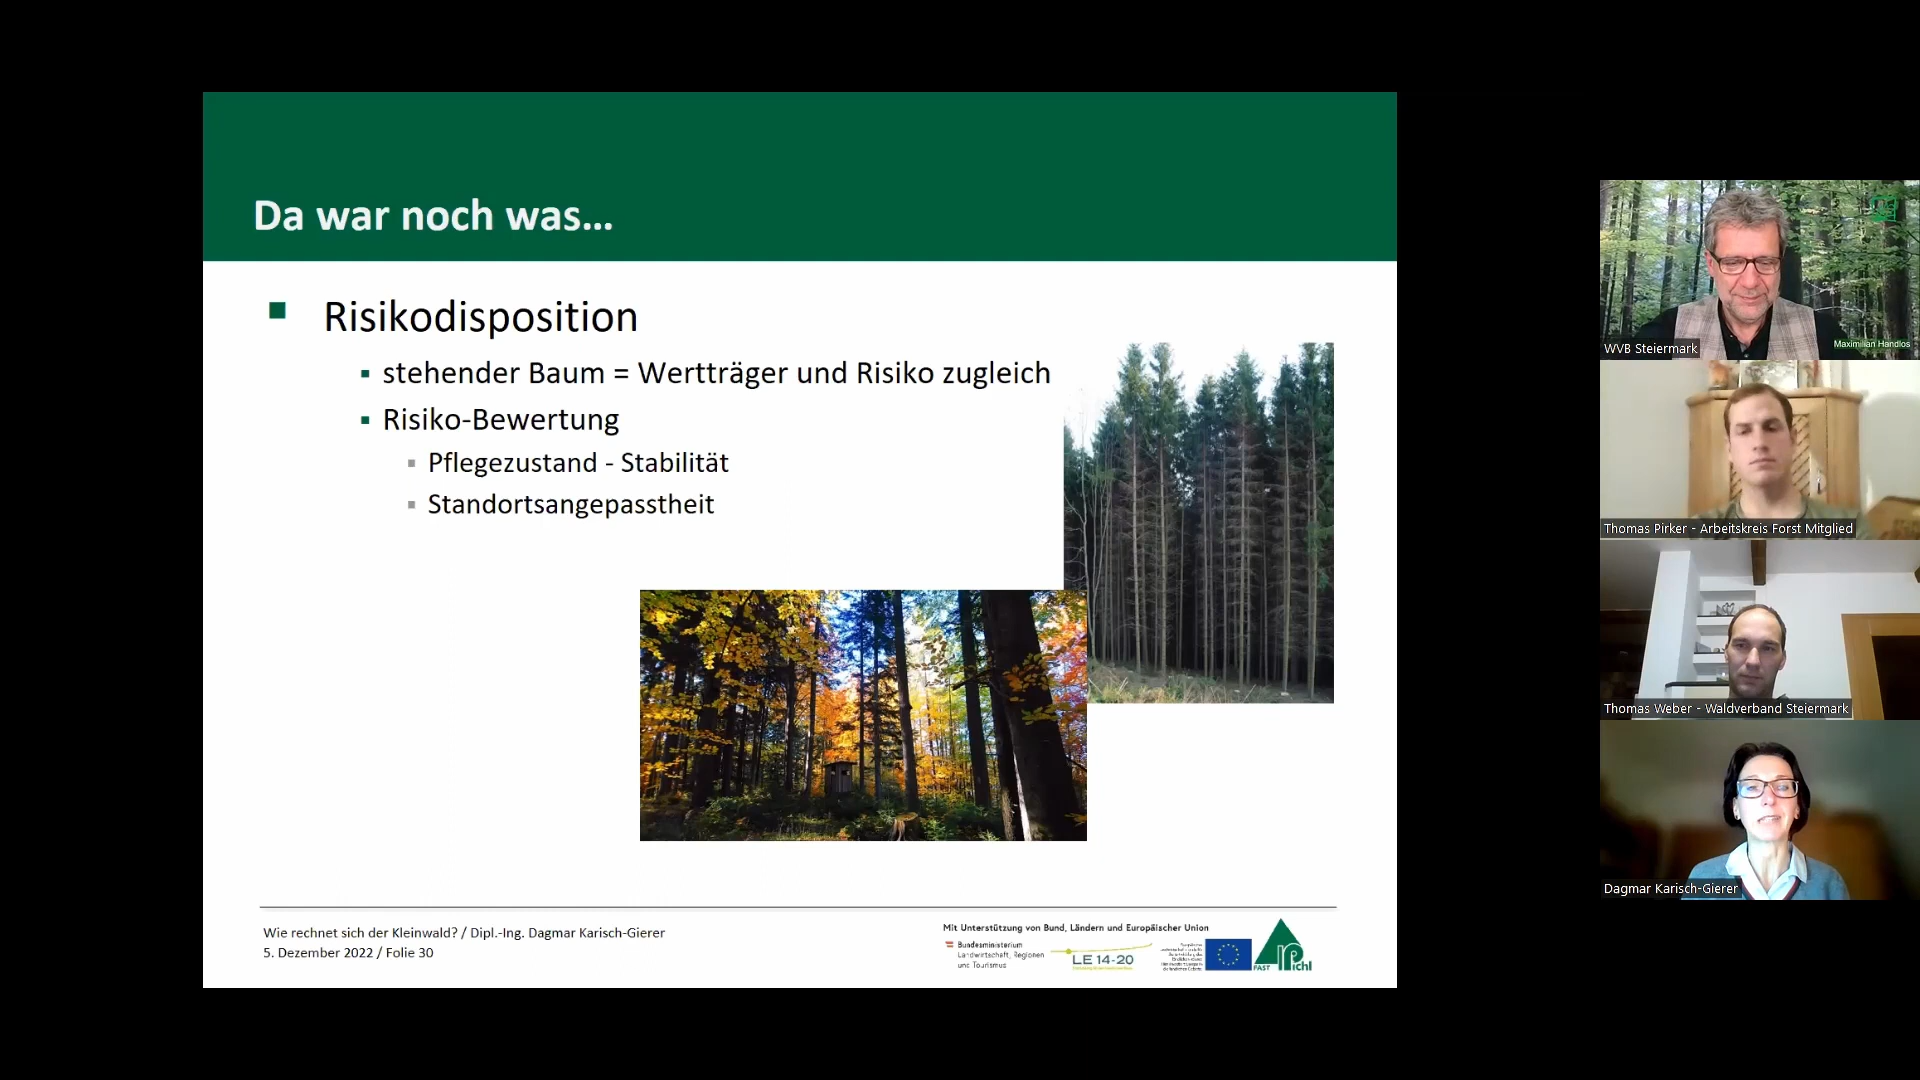 Da war noch was...
Risikodisposition
stehender Baum = Wertträger und Risiko zugleich
Risiko-Bewertung
Pflegezustand - Stabilität
Standortsangepasstheit
Wie rechnet sich der Kleinwald? / Dipl.-Ing. Dagmar Karisch-Gierer
5. Dezember 2022 / Folie 30
Mit Unterstützung von Bund, Ländern und Europäischer Union
Bundesministerium
Landwirtschaft, Regionen
und Tourismus
LE 14-20
FAST Pichl
Maximilian Handlos
WVB Steiermark
Thomas Pirker - Arbeitskreis Forst Mitglied
Thomas Weber - Waldverband Steiermark
Dagmar Karisch-Gierer